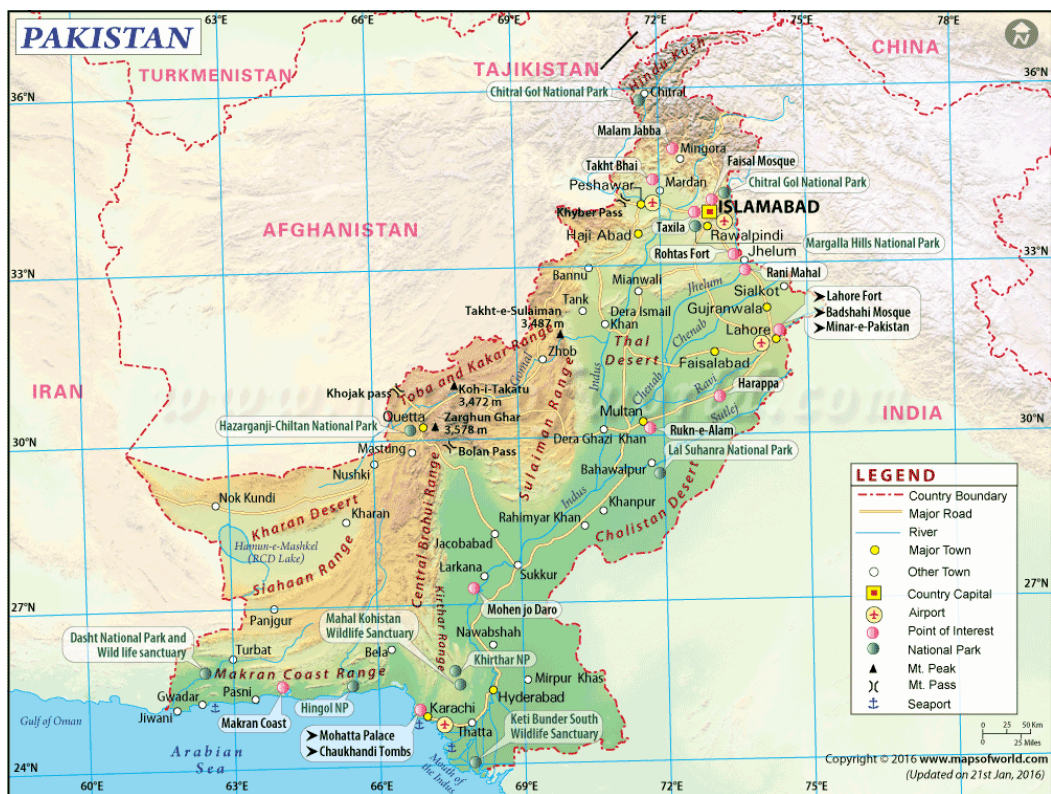 PAKISTAN
63°E
66°E
69°E
72°E
75°E
78°E
N
TURKMENISTAN
TAJIKISTAN
CHINA
Hindu Kush
36°N
36°N
Chitral Gol National Park
Chitral
Malam Jabba
Mingora
Faisal Mosque
Takht Bhai
Mardan
Chitral Gol National Park
Peshawar
Khyber Pass
ISLAMABAD
AFGHANISTAN
Haji Abad
Taxila
Rawalpindi
Rohtas Fort
Jhelum
Margalla Hills National Park
33°N
33°N
Bannu
Mianwali
Jhelum
Rani Mahal
Sialkot
Takht-e-Sulaiman
3,487 m
Tank
Dera Ismail
Khan
Gujranwala
Lahore Fort
Badshahi Mosque
Minar-e-Pakistan
Chenab
Lahore
Thal
Desert
Zhob
Gomal
Faisalabad
Toba and Kakar Range
IRAN
Khojak pass
Koh-i-Takatu
3,472 m
Indus
Chenab
Ravi
Harappa
INDIA
Quetta
Zarghun Ghar
3,578 m
Sulaiman Range
Multan
Sutlej
Hazarganji-Chiltan National Park
Rukn-e-Alam
30°N
30°N
Mastung
Bolan Pass
Dera Ghazi Khan
Lal Suhanra National Park
Nushki
Bahawalpur
Nok Kundi
Kharan Desert
Kharan
Indus
Khanpur
Rahimyar Khan
Cholistan Desert
Hamun-e-Mashkel
(RCD Lake)
Siahaan Range
Central Brahui Range
Jacobabad
Larkana
Sukkur
27°N
27°N
Panjgur
Mohen jo Daro
Kirthar Range
Mahal Kohistan
Wildlife Sanctuary
Nawabshah
Dasht National Park and
Wild life sanctuary
Turbat
Bela
Khirthar NP
Makran Coast Range
Mirpur Khas
Gwadar
Pasni
Hingol NP
Hyderabad
Jiwani
Makran Coast
Karachi
Gulf of Oman
Mohatta Palace
Chaukhandi Tombs
Thatta
Keti Bunder South
Wildlife Sanctuary
Arabian
Sea
Mouth of
the Indus
24°N
24°N
60°E
63°E
66°E
69°E
72°E
75°E
LEGEND
Country Boundary
Major Road
River
Major Town
Other Town
Country Capital
Airport
Point of Interest
National Park
Mt. Peak
Mt. Pass
Seaport
0 25 50 Km
0 25 Miles
Copyright © 2016 www.mapsofworld.com
(Updated on 21st Jan, 2016)